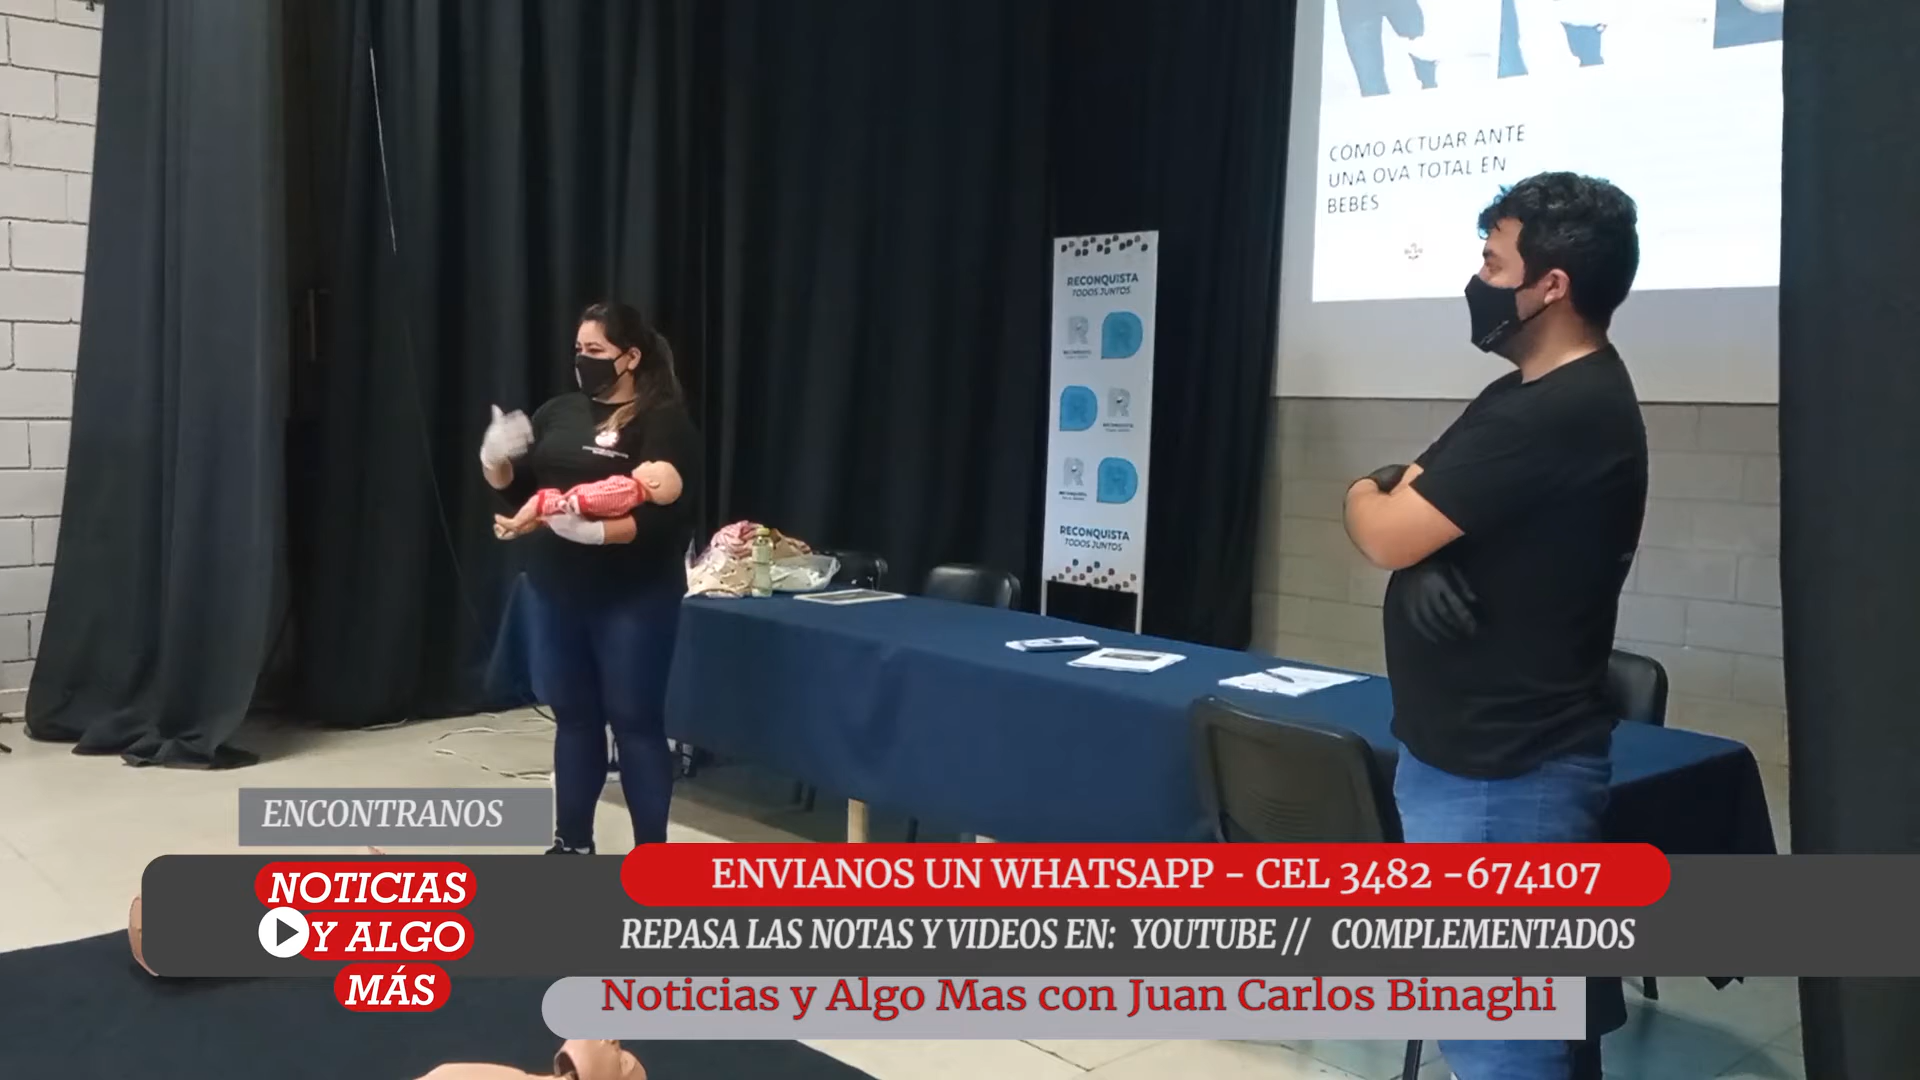 COMO ACTUAR ANTE
UNA OVA TOTAL EN
BEBES
RECONQUISTA
TODOS JUNTOS
RECONQUISTA
TODOS JUNTOS
ENCONTRANOS
NOTICIAS
Y ALGO
MÁS
ENVIANOS UN WHATSAPP - CEL 3482 -674107
REPASA LAS NOTAS Y VIDEOS EN: YOUTUBE // COMPLEMENTADOS
Noticias y Algo Mas con Juan Carlos Binaghi